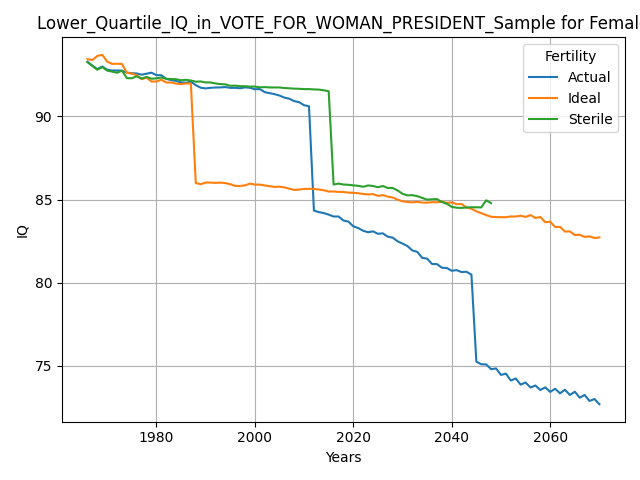 Lower_Quartile_IQ_in_VOTE_FOR_WOMAN_PRESIDENT_Sample for Femal
Fertility
Actual
Ideal
Sterile
IQ
90
85
80
75
1980 2000 2020 2040 2060
Years